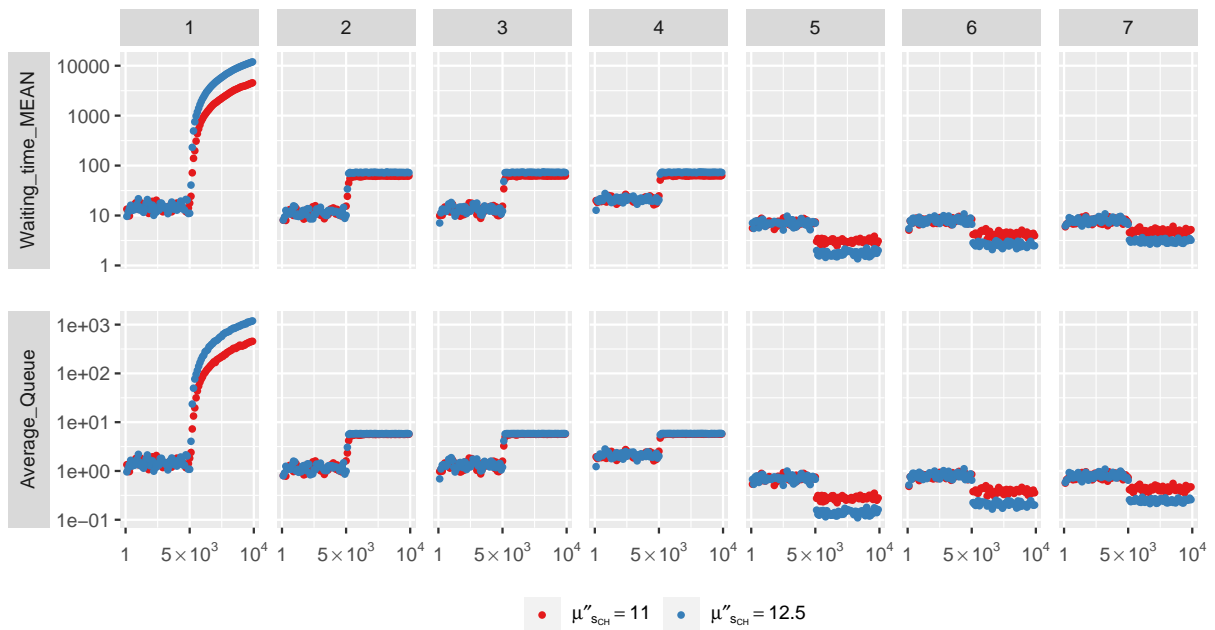 1 2 3 4 5 6 7
Waiting_time_MEAN
10000
1000
100
10
1
Average_Queue
1e+03
1e+02
1e+01
1e+00
1e−01
1 5×10³ 10⁴ 1 5×10³ 10⁴ 1 5×10³ 10⁴ 1 5×10³ 10⁴ 1 5×10³ 10⁴ 1 5×10³ 10⁴ 1 5×10³ 10⁴
μ″sCH = 11 μ″sCH = 12.5